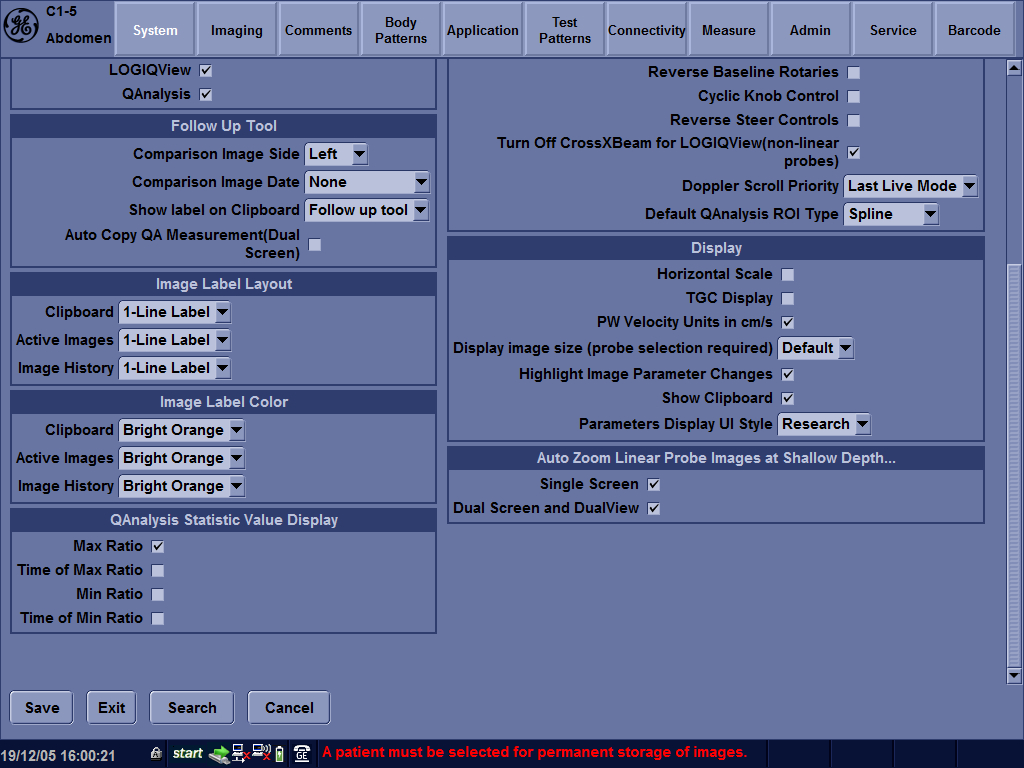 C1-5
Abdomen
System
Imaging
Comments
Body
Patterns
Application
Test
Patterns
Connectivity
Measure
Admin
Service
Barcode
LOGIQView
QAnalysis
Follow Up Tool
Comparison Image Side Left
Comparison Image Date None
Show label on Clipboard Follow up tool
Auto Copy QA Measurement(Dual
Screen)
Image Label Layout
Clipboard 1-Line Label
Active Images 1-Line Label
Image History 1-Line Label
Image Label Color
Clipboard Bright Orange
Active Images Bright Orange
Image History Bright Orange
QAnalysis Statistic Value Display
Max Ratio
Time of Max Ratio
Min Ratio
Time of Min Ratio
Reverse Baseline Rotaries
Cyclic Knob Control
Reverse Steer Controls
Turn Off CrossXBeam for LOGIQView(non-linear
probes)
Doppler Scroll Priority Last Live Mode
Default QAnalysis ROI Type Spline
Display
Horizontal Scale
TGC Display
PW Velocity Units in cm/s
Display image size (probe selection required) Default
Highlight Image Parameter Changes
Show Clipboard
Parameters Display UI Style Research
Auto Zoom Linear Probe Images at Shallow Depth...
Single Screen
Dual Screen and DualView
Save
Exit
Search
Cancel
19/12/05 16:00:21
start
GE
A patient must be selected for permanent storage of images.